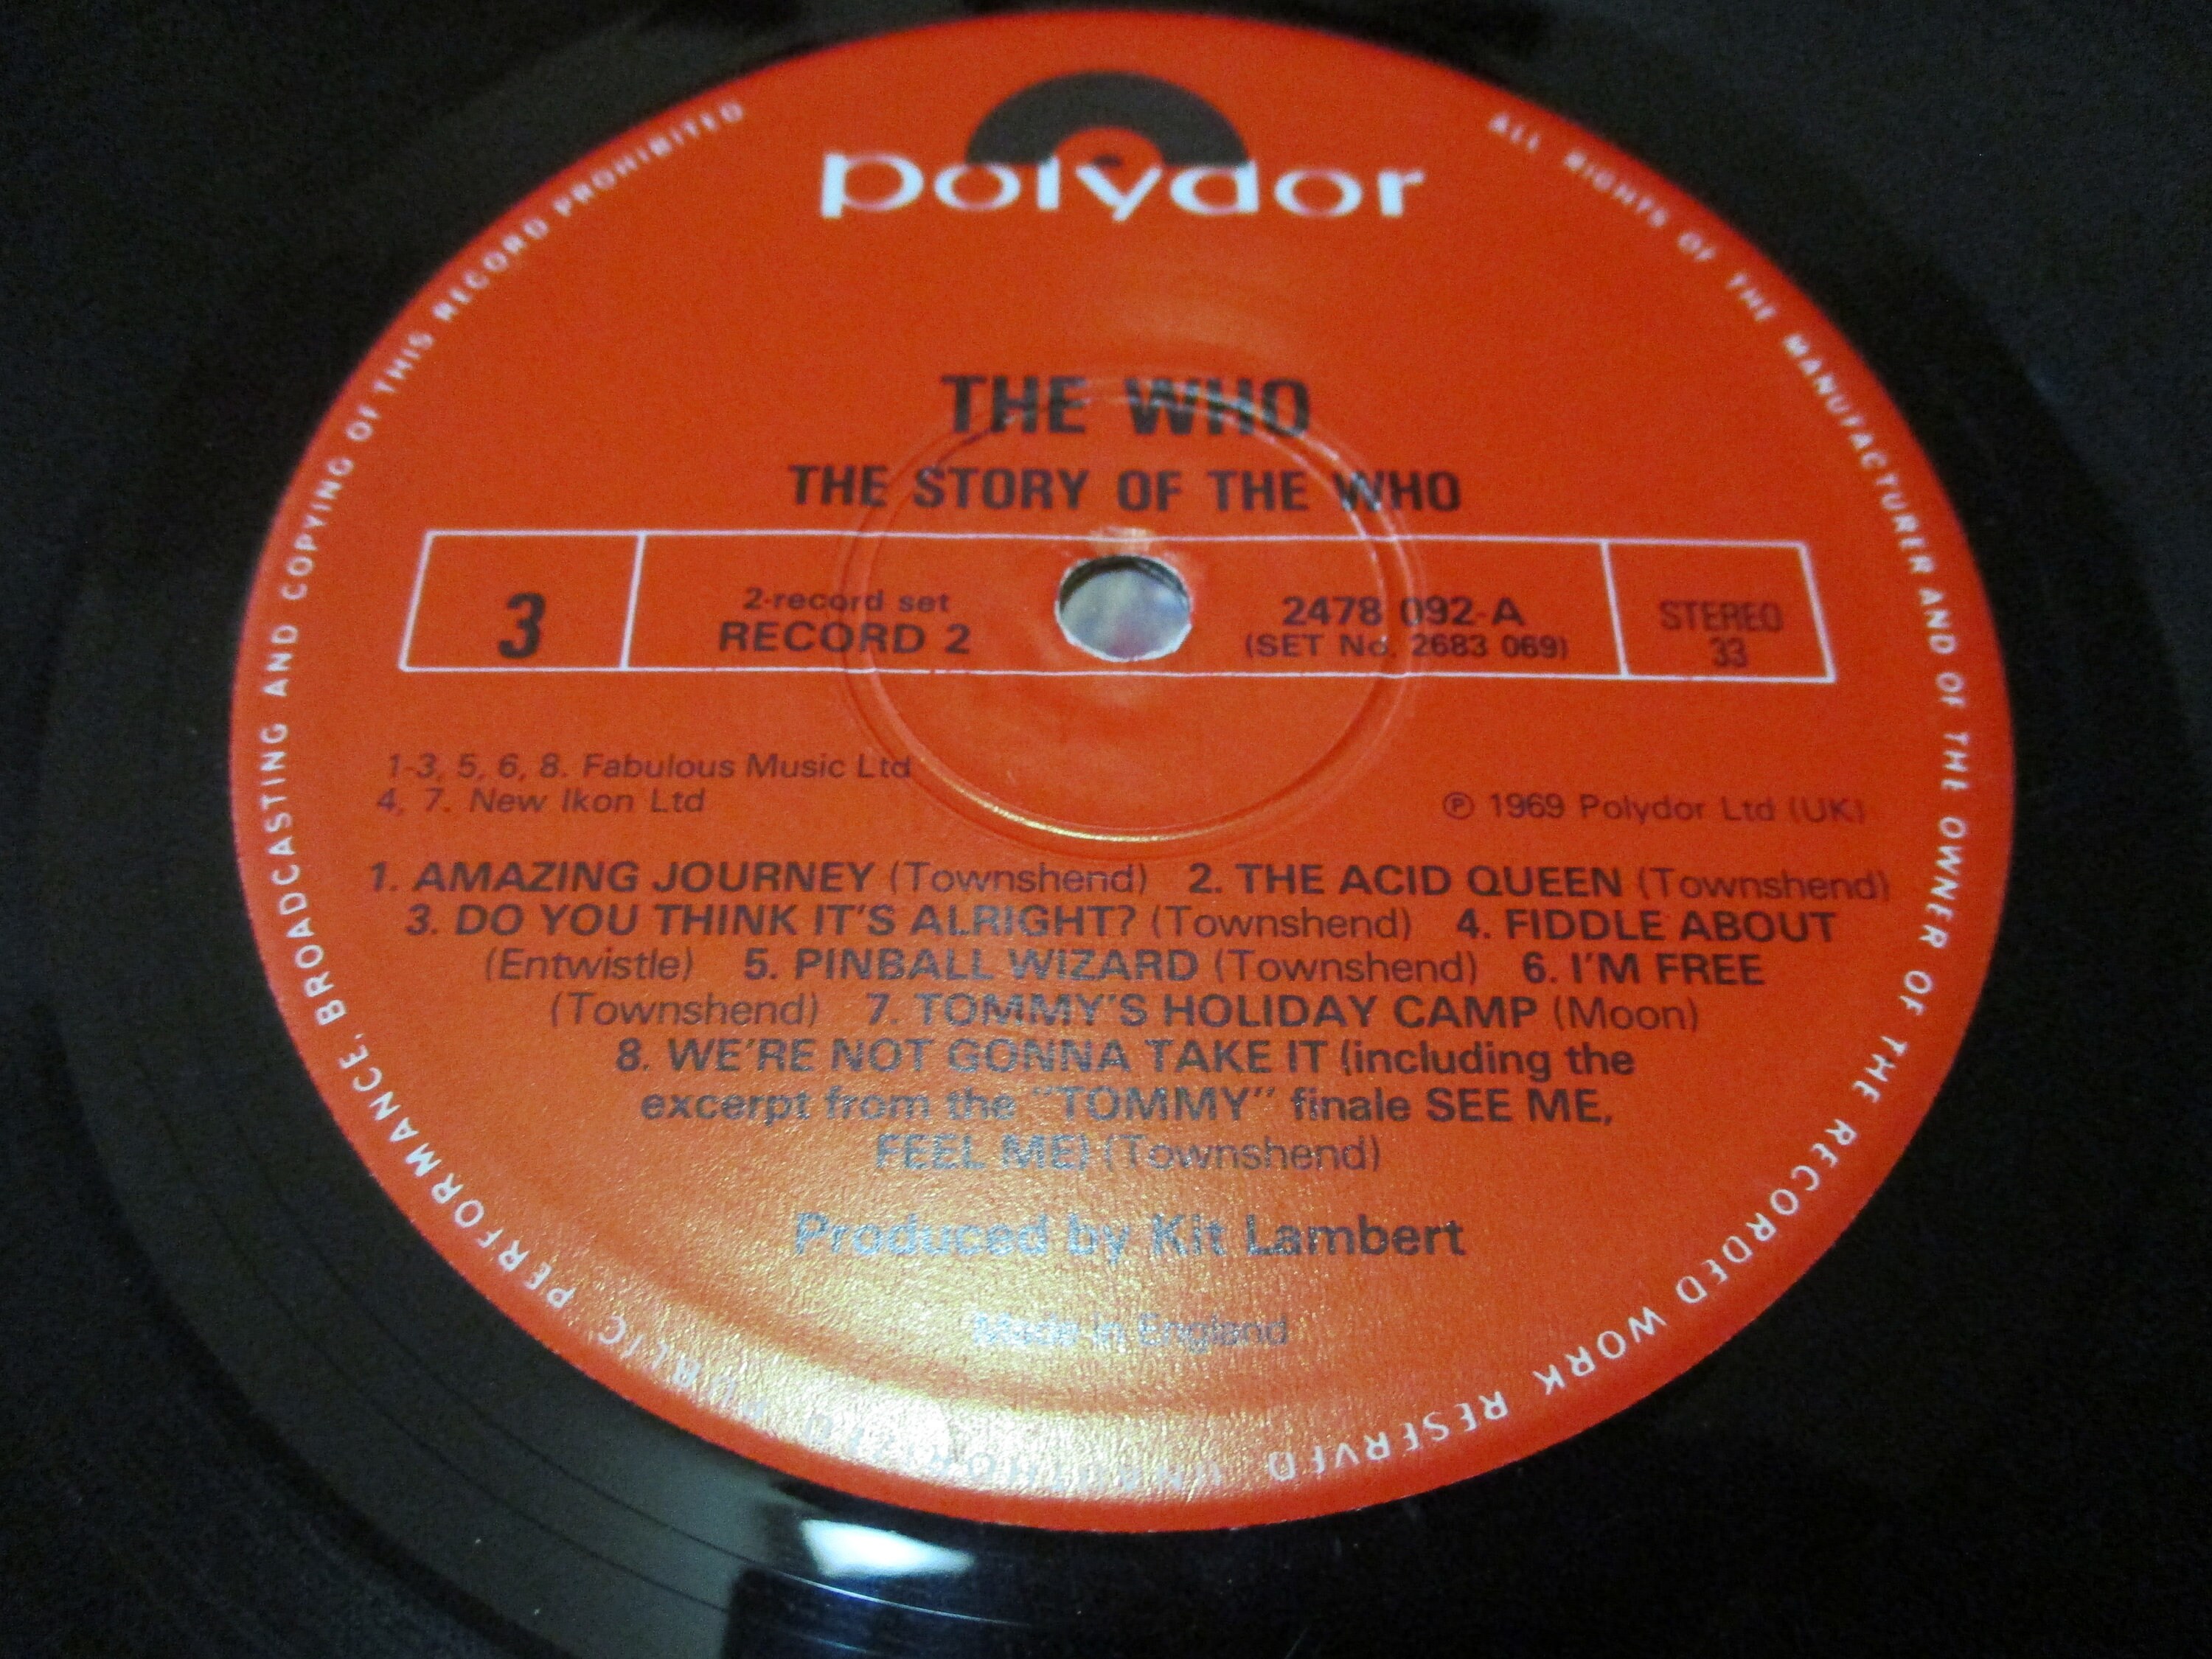 polydor
THE WHO
THE STORY OF THE WHO
3
2-record set
RECORD 2
2478 092-A
(SET No. 2683 069)
STEREO
33
1-3, 5, 6, 8. Fabulous Music Ltd
4, 7. New Ikon Ltd
℗ 1969 Polydor Ltd (UK)
1. AMAZING JOURNEY (Townshend) 2. THE ACID QUEEN (Townshend)
3. DO YOU THINK IT'S ALRIGHT? (Townshend) 4. FIDDLE ABOUT
(Entwistle) 5. PINBALL WIZARD (Townshend) 6. I'M FREE
(Townshend) 7. TOMMY'S HOLIDAY CAMP (Moon)
8. WE'RE NOT GONNA TAKE IT (including the
excerpt from the "TOMMY" finale SEE ME,
FEEL ME) (Townshend)
Produced by Kit Lambert
Made in England
ALL RIGHTS OF THE MANUFACTURER AND OF THE OWNER OF THE RECORDED WORK RESERVED UNAUTHORIZED PUBLIC PERFORMANCE, BROADCASTING AND COPYING OF THIS RECORD PROHIBITED